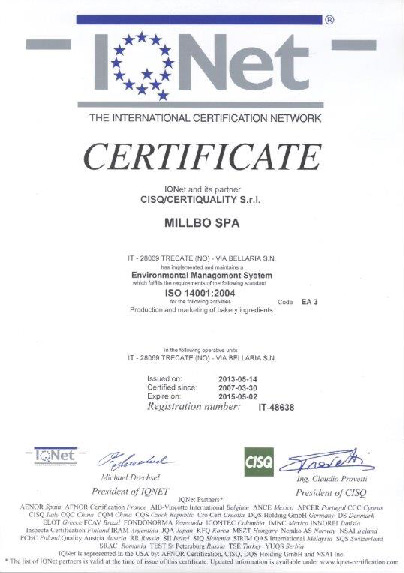 IQNet ®
THE INTERNATIONAL CERTIFICATION NETWORK
CERTIFICATE
IQNet and its partner
CISQ/CERTIQUALITY S.r.l.
MILLBO SPA
IT - 28069 TRECATE (NO) - VIA BELLARIA S.N.
has implemented and maintains a
Environmental Management System
which fulfils the requirements of the following standard
ISO 14001:2004
for the following activities Code EA 3
Production and marketing of bakery ingredients
in the following operative units
IT - 28069 TRECATE (NO) - VIA BELLARIA S.N.
Issued on: 2013-05-14
Certified since: 2007-03-30
Expire on: 2015-05-02
Registration number: IT-48638
IQNet CISQ
Michael Drechsel Ing. Claudio Provetti
President of IQNET President of CISQ
IQNet Partners*
AENOR Spain AFNOR Certification France AIB-Vinçotte International Belgium ANCE Mexico APCER Portugal CCC Cyprus
CISQ Italy CQC China CQM China CQS Czech Republic Cro Cert Croatia DQS Holding GmbH Germany DS Denmark
ELOT Greece FCAV Brazil FONDONORMA Venezuela ICONTEC Colombia IMNC Mexico INNORPI Tunisia
Inspecta Certification Finland IRAM Argentina JQA Japan KFQ Korea MSZT Hungary Nemko AS Norway NSAI Ireland
PCBC Poland Quality Austria Austria RR Russia SII Israel SIQ Slovenia SIRIM QAS International Malaysia SQS Switzerland
SRAC Romania TEST St Petersburg Russia TSE Turkey YUQS Serbia
IQNet is represented in the USA by: AFNOR Certification, CISQ, DQS Holding GmbH and NSAI Inc.
* The list of IQNet partners is valid at the time of issue of this certificate. Updated information is available under www.iqnet-certification.com